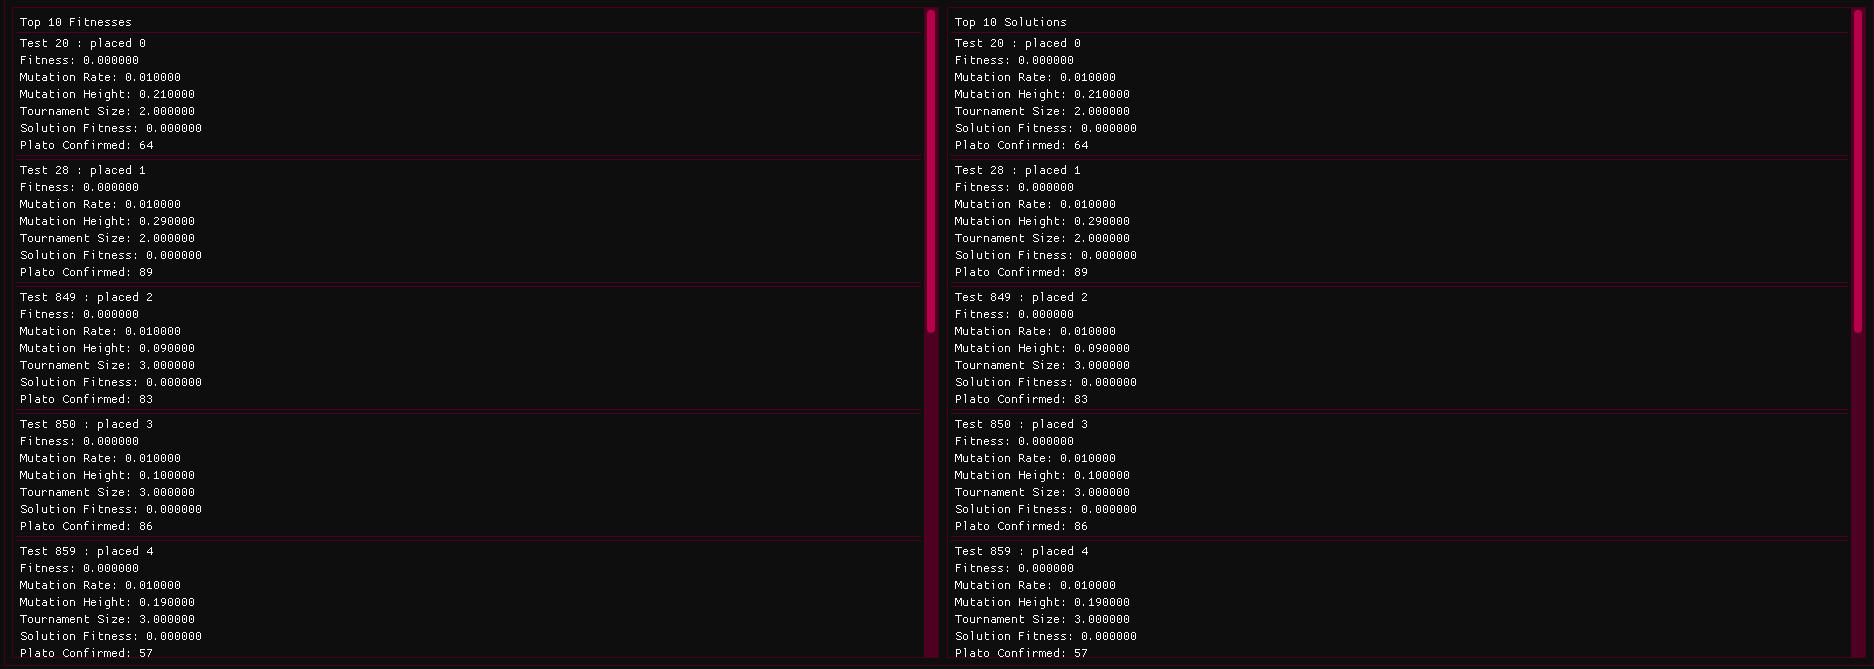 Top 10 Fitnesses
Test 20 : placed 0
Fitness: 0.000000
Mutation Rate: 0.010000
Mutation Height: 0.210000
Tournament Size: 2.000000
Solution Fitness: 0.000000
Plato Confirmed: 64
Test 28 : placed 1
Fitness: 0.000000
Mutation Rate: 0.010000
Mutation Height: 0.290000
Tournament Size: 2.000000
Solution Fitness: 0.000000
Plato Confirmed: 89
Test 849 : placed 2
Fitness: 0.000000
Mutation Rate: 0.010000
Mutation Height: 0.090000
Tournament Size: 3.000000
Solution Fitness: 0.000000
Plato Confirmed: 83
Test 850 : placed 3
Fitness: 0.000000
Mutation Rate: 0.010000
Mutation Height: 0.100000
Tournament Size: 3.000000
Solution Fitness: 0.000000
Plato Confirmed: 86
Test 859 : placed 4
Fitness: 0.000000
Mutation Rate: 0.010000
Mutation Height: 0.190000
Tournament Size: 3.000000
Solution Fitness: 0.000000
Plato Confirmed: 57
Top 10 Solutions
Test 20 : placed 0
Fitness: 0.000000
Mutation Rate: 0.010000
Mutation Height: 0.210000
Tournament Size: 2.000000
Solution Fitness: 0.000000
Plato Confirmed: 64
Test 28 : placed 1
Fitness: 0.000000
Mutation Rate: 0.010000
Mutation Height: 0.290000
Tournament Size: 2.000000
Solution Fitness: 0.000000
Plato Confirmed: 89
Test 849 : placed 2
Fitness: 0.000000
Mutation Rate: 0.010000
Mutation Height: 0.090000
Tournament Size: 3.000000
Solution Fitness: 0.000000
Plato Confirmed: 83
Test 850 : placed 3
Fitness: 0.000000
Mutation Rate: 0.010000
Mutation Height: 0.100000
Tournament Size: 3.000000
Solution Fitness: 0.000000
Plato Confirmed: 86
Test 859 : placed 4
Fitness: 0.000000
Mutation Rate: 0.010000
Mutation Height: 0.190000
Tournament Size: 3.000000
Solution Fitness: 0.000000
Plato Confirmed: 57